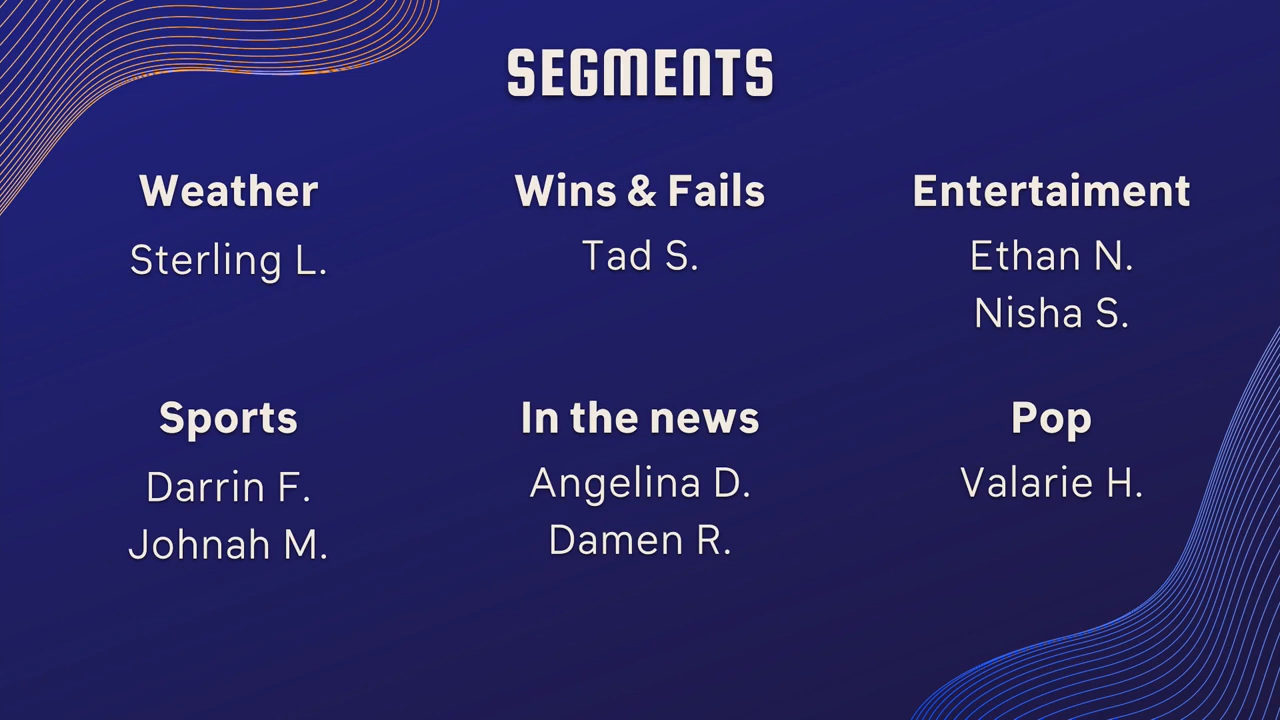 SEGMENTS
Weather
Sterling L.
Wins & Fails
Tad S.
Entertaiment
Ethan N.
Nisha S.
Sports
Darrin F.
Johnah M.
In the news
Angelina D.
Damen R.
Pop
Valarie H.